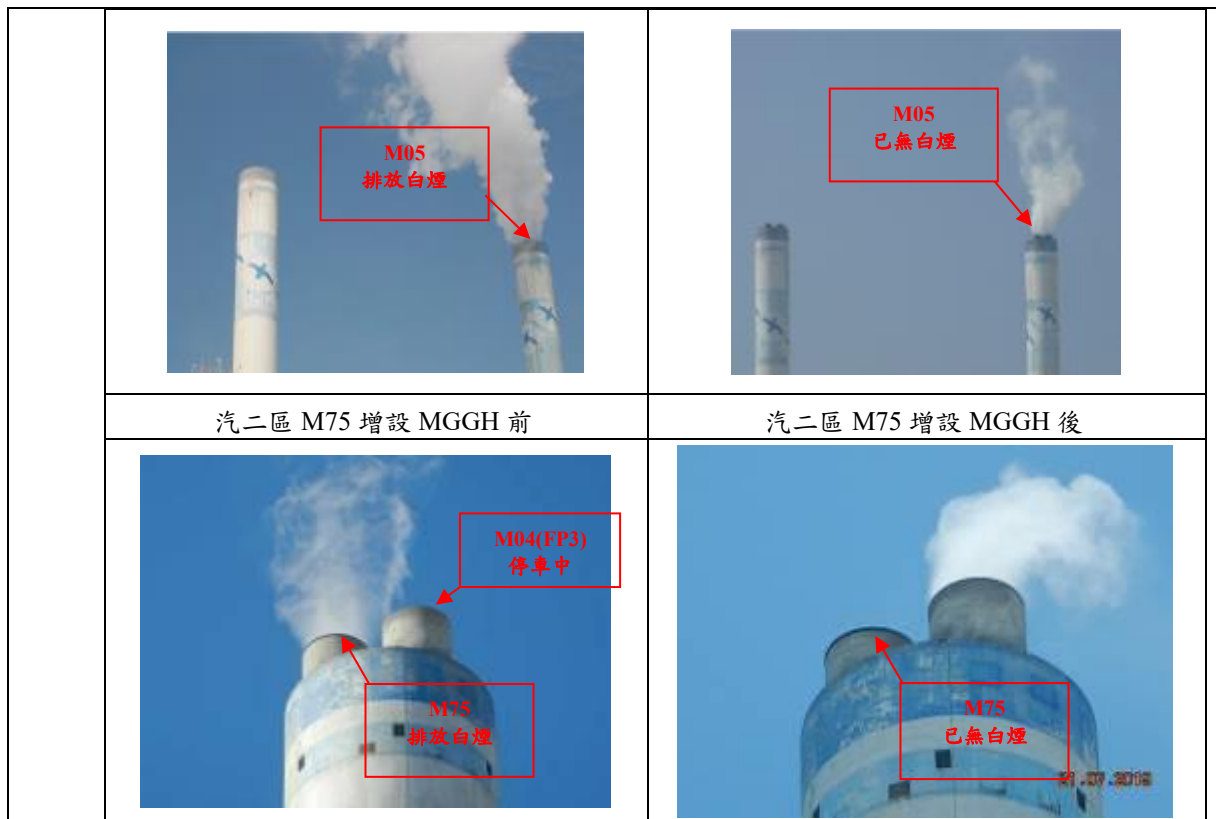 M05
排放白煙
M05
已無白煙
汽二區 M75 增設 MGGH 前
汽二區 M75 增設 MGGH 後
M04(FP3)
停車中
M75
排放白煙
M75
已無白煙